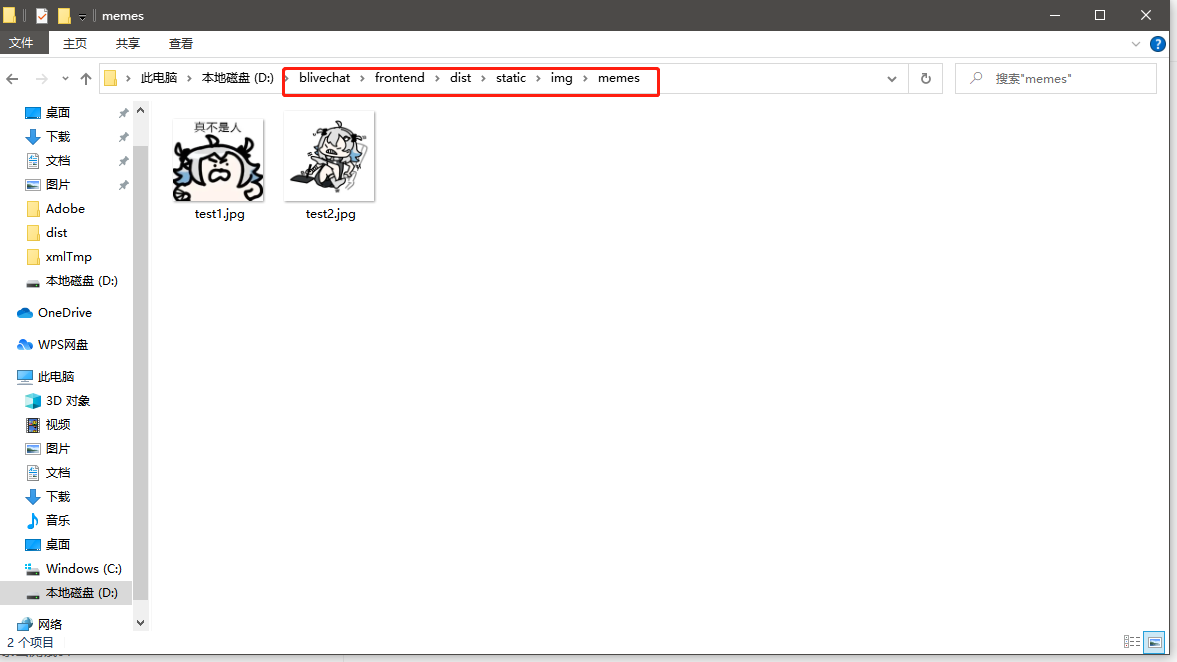 memes
文件 主页 共享 查看
此电脑 本地磁盘 (D:) blivechat frontend dist static img memes 搜索"memes"
桌面
下载
文档
图片
Adobe
dist
xmlTmp
本地磁盘 (D:)
OneDrive
WPS网盘
此电脑
3D 对象
视频
图片
文档
下载
音乐
桌面
Windows (C:)
本地磁盘 (D:)
网络
真不是人
test1.jpg test2.jpg
2 个项目